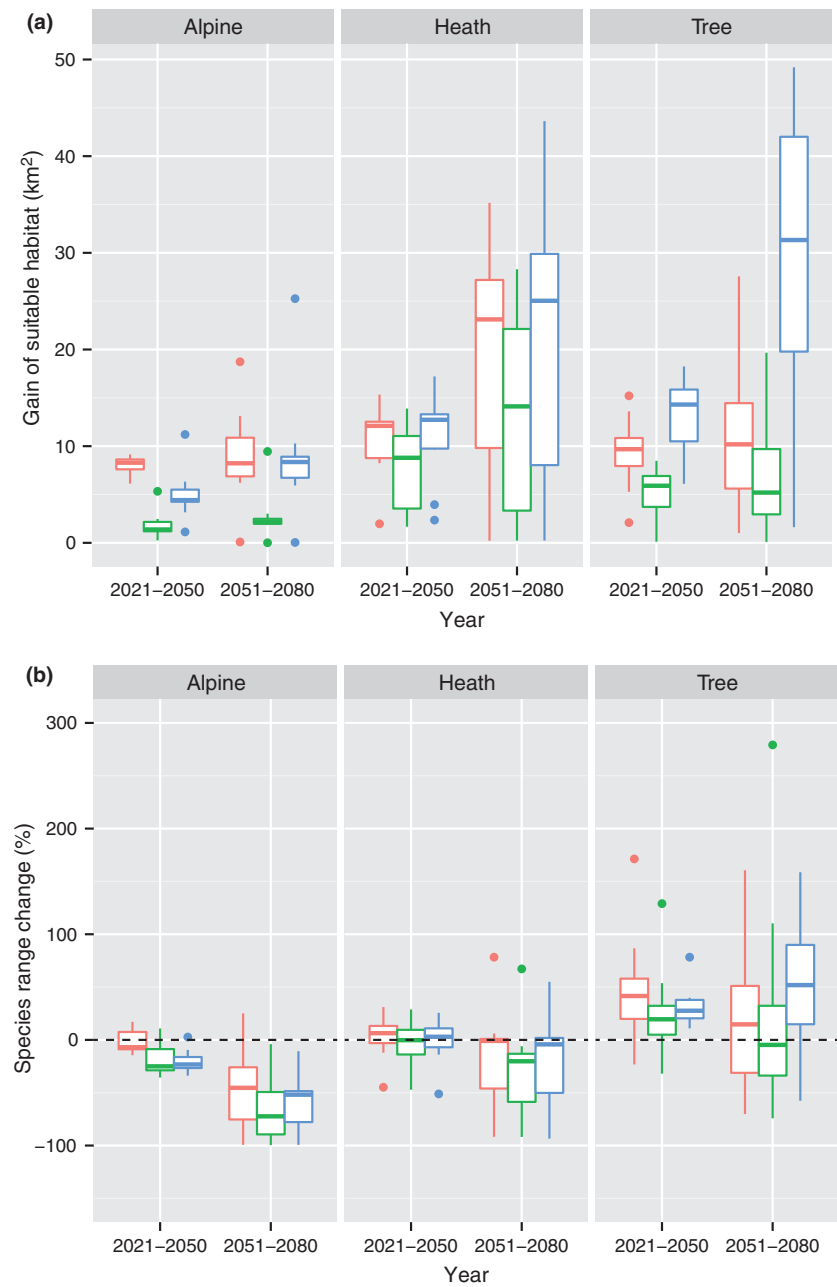 (a)
Alpine Heath Tree
Gain of suitable habitat (km²)
50
40
30
20
10
0
2021–2050 2051–2080 2021–2050 2051–2080 2021–2050 2051–2080
Year
(b)
Alpine Heath Tree
Species range change (%)
300
200
100
0
−100
2021–2050 2051–2080 2021–2050 2051–2080 2021–2050 2051–2080
Year